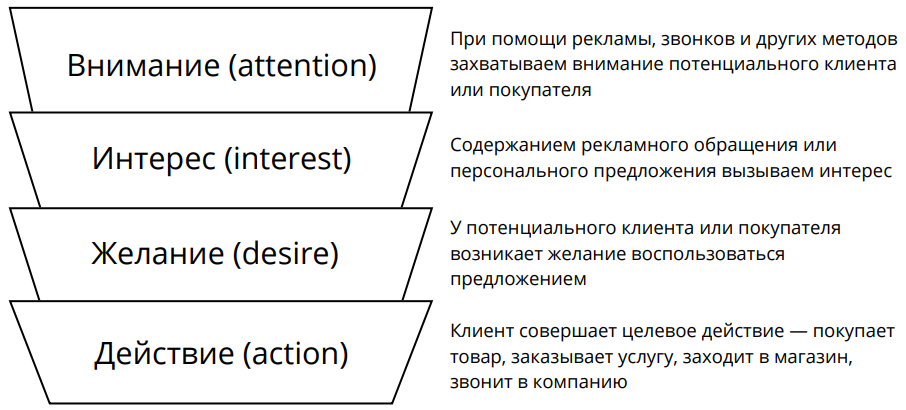 Внимание (attention)
При помощи рекламы, звонков и других методов
захватываем внимание потенциального клиента
или покупателя
Интерес (interest)
Содержанием рекламного обращения или
персонального предложения вызываем интерес
Желание (desire)
У потенциального клиента или покупателя
возникает желание воспользоваться
предложением
Действие (action)
Клиент совершает целевое действие — покупает
товар, заказывает услугу, заходит в магазин,
звонит в компанию